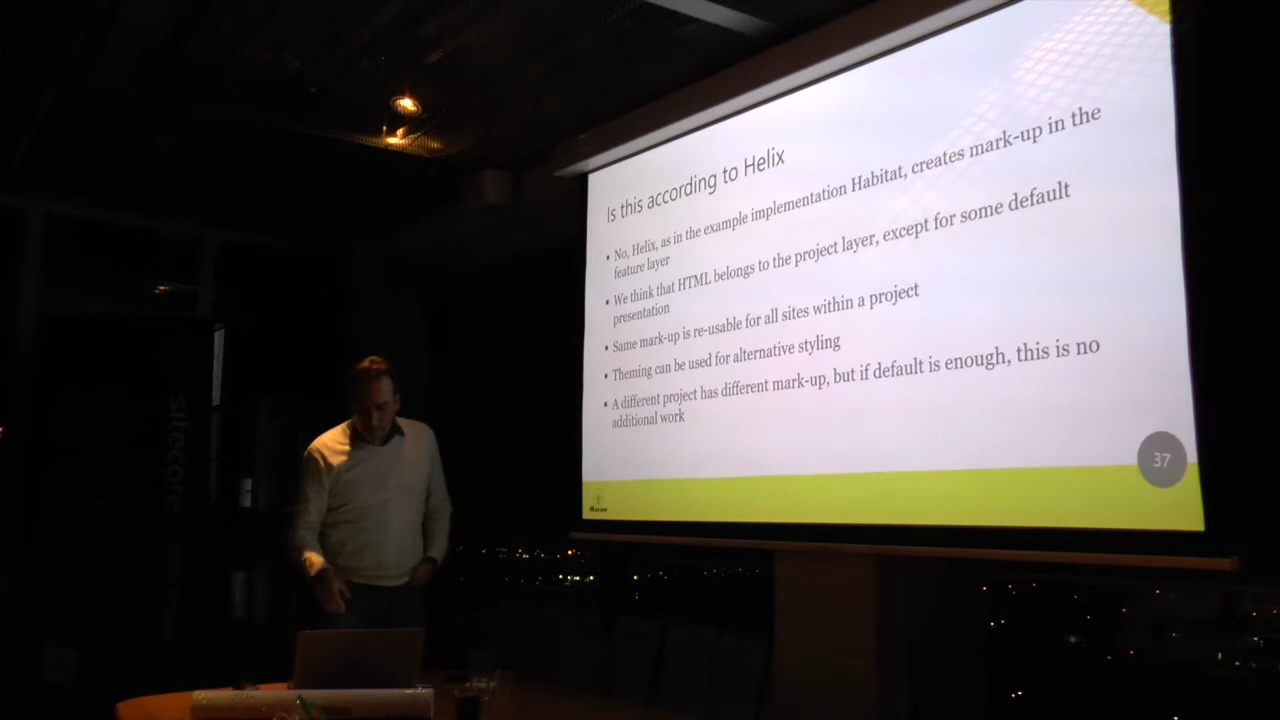 Is this according to Helix
▪ No, Helix, as in the example implementation Habitat, creates mark-up in the
feature layer
▪ We think that HTML belongs to the project layer, except for some default
presentation
▪ Same mark-up is re-usable for all sites within a project
▪ Theming can be used for alternative styling
▪ A different project has different mark-up, but if default is enough, this is no
additional work
37
Macaw
sitecore